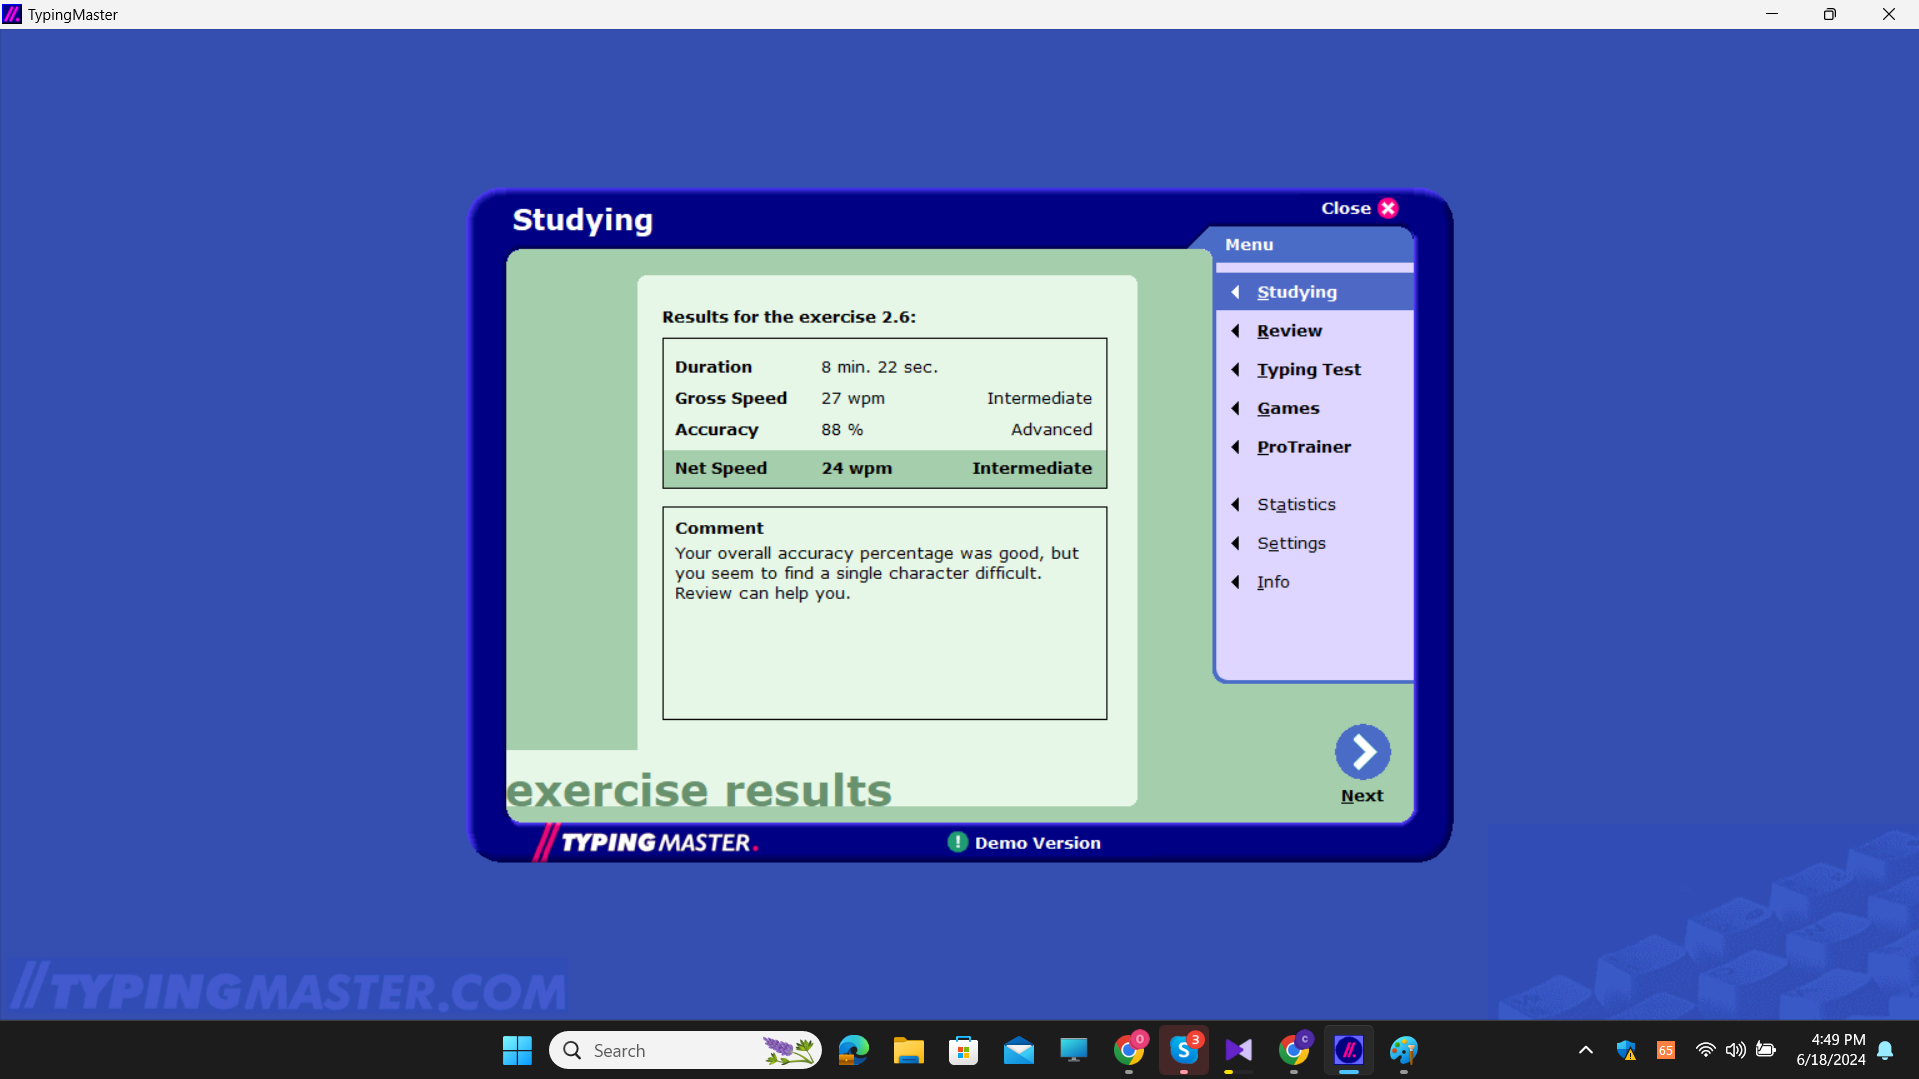 TypingMaster
Studying
Close
Menu
Studying
Review
Typing Test
Games
ProTrainer
Statistics
Settings
Info
Results for the exercise 2.6:
Duration 8 min. 22 sec.
Gross Speed 27 wpm Intermediate
Accuracy 88 % Advanced
Net Speed 24 wpm Intermediate
Comment
Your overall accuracy percentage was good, but
you seem to find a single character difficult.
Review can help you.
exercise results
Next
TYPINGMASTER.
! Demo Version
//TYPINGMASTER.COM
Search
0
S 3
c
65
4:49 PM
6/18/2024